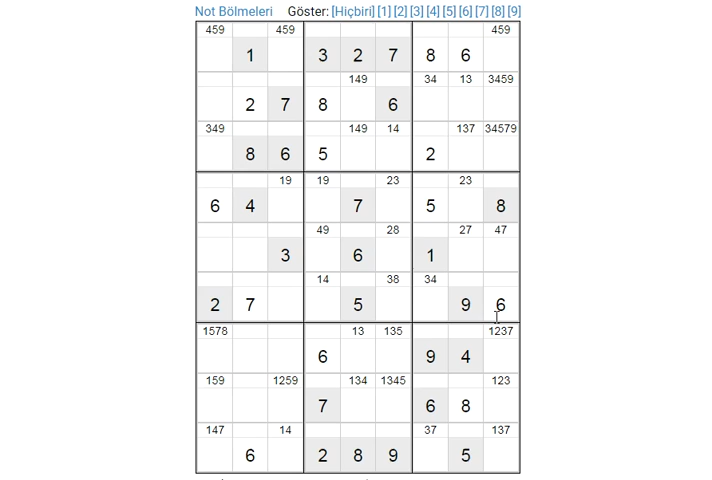 Not Bölmeleri Göster: [Hiçbiri] [1] [2] [3] [4] [5] [6] [7] [8] [9]
459 459 459
1 3 2 7 8 6
149 34 13 3459
2 7 8 6
349 149 14 137 34579
8 6 5 2
19 19 23 23
6 4 7 5 8
49 28 27 47
3 6 1
14 38 34
2 7 5 9 6
1578 13 135 1237
6 9 4
159 1259 134 1345 123
7 6 8
147 14 37 137
6 2 8 9 5